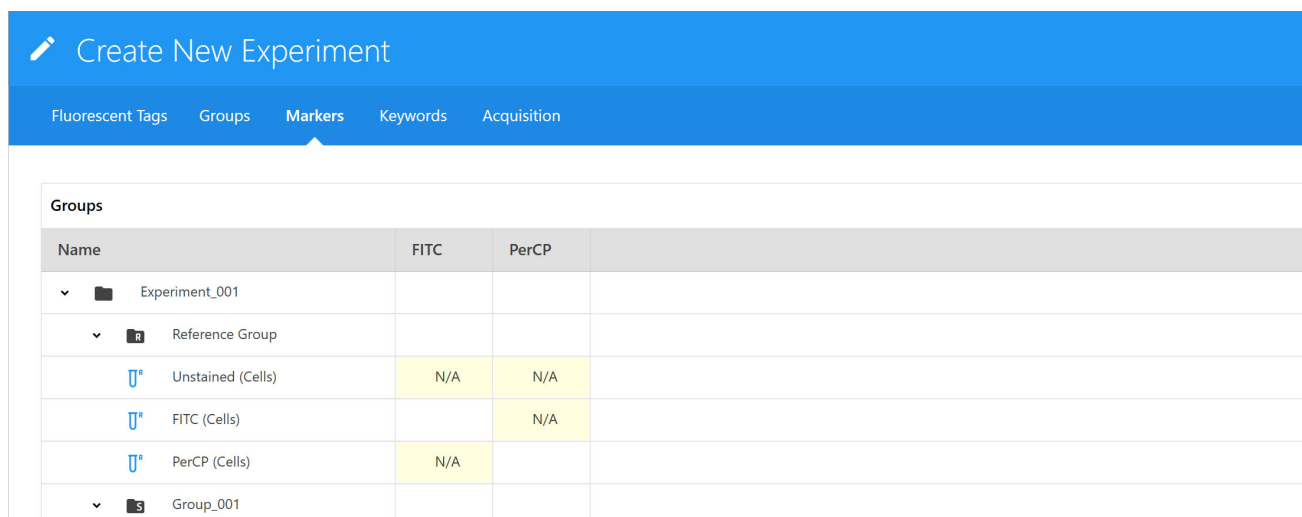 Create New Experiment
Fluorescent Tags Groups Markers Keywords Acquisition
Groups
Name FITC PerCP
Experiment_001
R Reference Group
R Unstained (Cells) N/A N/A
R FITC (Cells) N/A
R PerCP (Cells) N/A
S Group_001